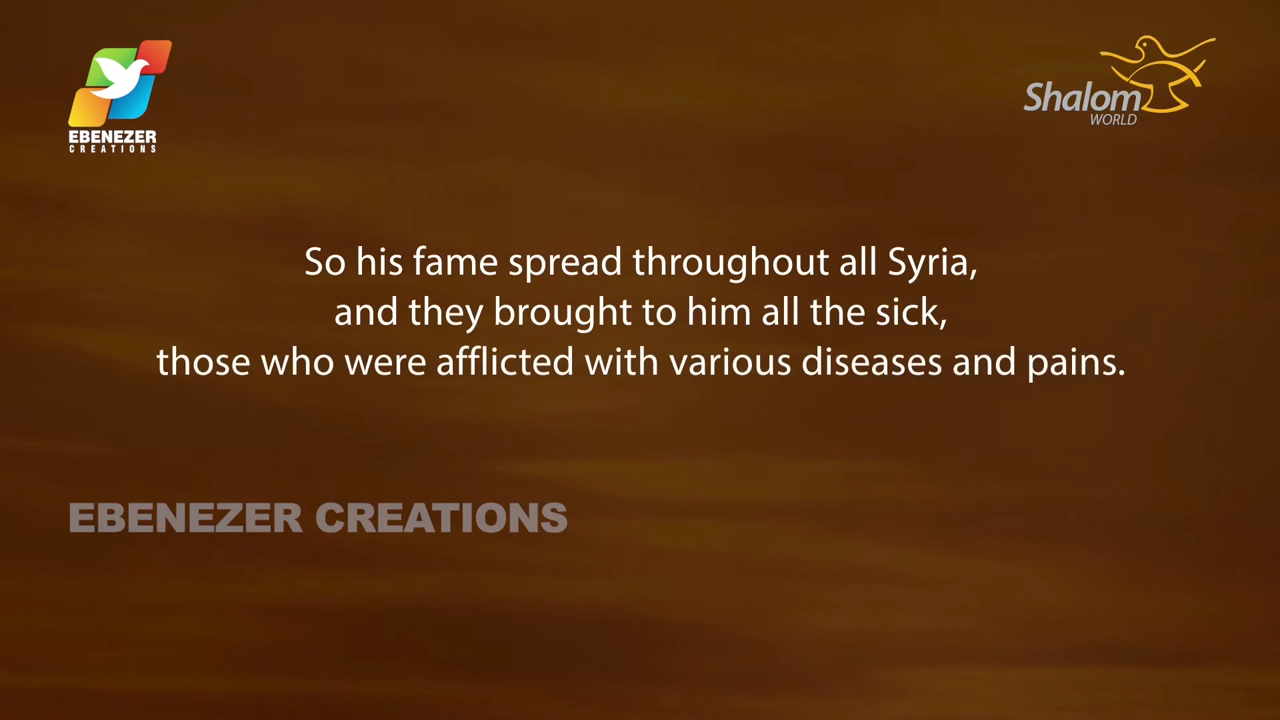 EBENEZER
CREATIONS
Shalom
WORLD
So his fame spread throughout all Syria,
and they brought to him all the sick,
those who were afflicted with various diseases and pains.
EBENEZER CREATIONS